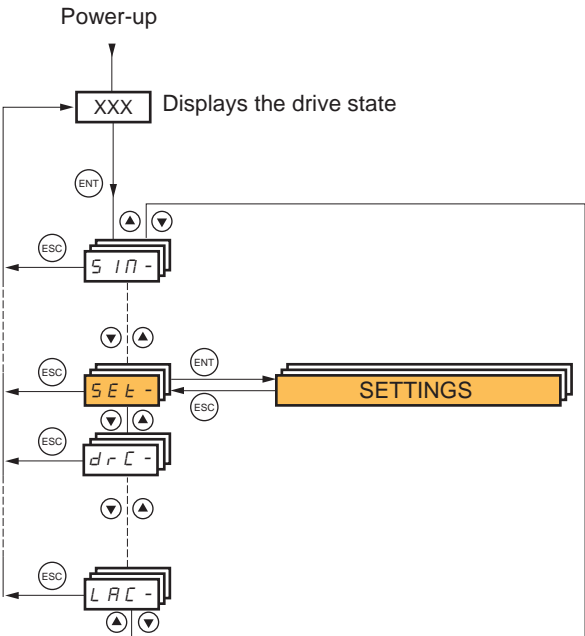 Power-up
XXX
Displays the drive state
ENT
ESC
SIM-
ESC
ENT
SEt-
SETTINGS
ESC
ESC
drC-
ESC
LAC-